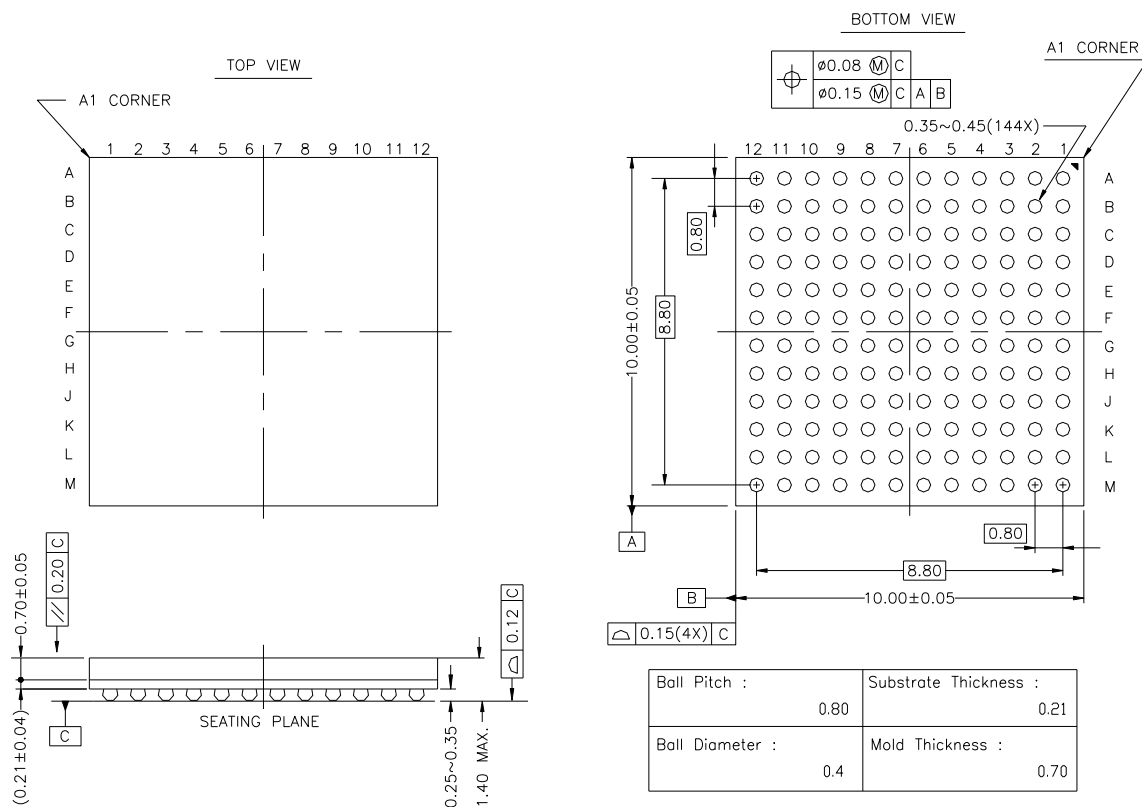 BOTTOM VIEW
TOP VIEW
A1 CORNER
A1 CORNER
ø0.08 Ⓜ C
ø0.15 Ⓜ C A B
0.35~0.45(144X)
1 2 3 4 5 6 7 8 9 10 11 12
A
B
C
D
E
F
G
H
J
K
L
M
12 11 10 9 8 7 6 5 4 3 2 1
A
B
C
D
E
F
G
H
J
K
L
M
0.80
8.80
10.00±0.05
A
0.80
8.80
B
10.00±0.05
0.15(4X) C
0.70±0.05
// 0.20 C
(0.21±0.04)
C
SEATING PLANE
0.25~0.35
1.40 MAX.
0.12 C
Ball Pitch :
0.80
Substrate Thickness :
0.21
Ball Diameter :
0.4
Mold Thickness :
0.70